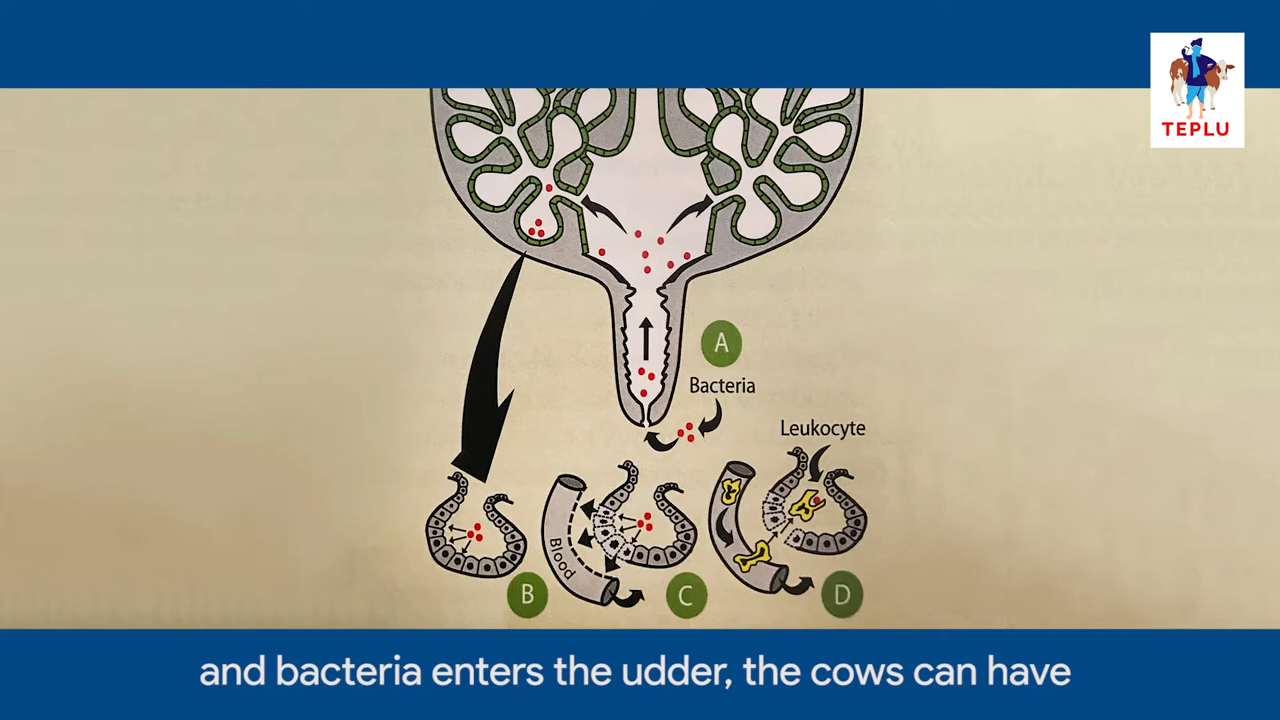 TEPLU
A
Bacteria
Leukocyte
Blood
B
C
D
and bacteria enters the udder, the cows can have